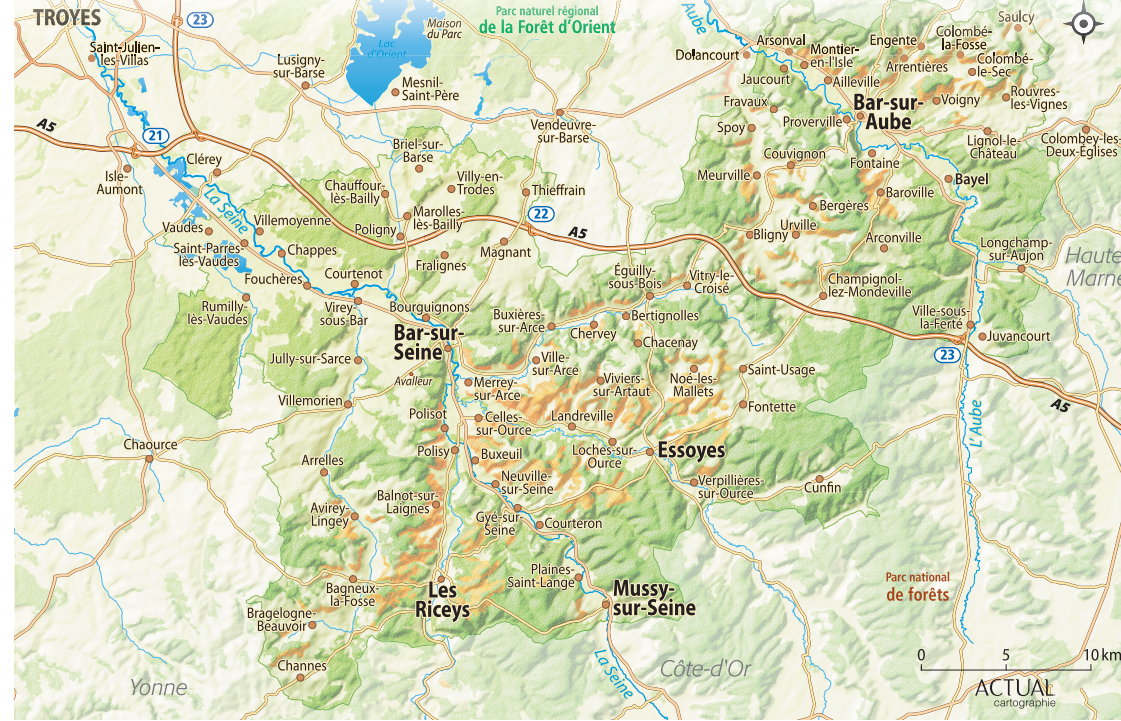 TROYES
23
Parc naturel régional
de la Forêt d'Orient
Maison
du Parc
Lac
d'Orient
Aube
Saint-Julien-
les-Villas
Lusigny-
sur-Barse
Mesnil-
Saint-Père
Dolancourt
Arsonval
Montier-
en-l'Isle
Engente
Colombé-
la-Fosse
Saulcy
Arrentières
Colombé-
le-Sec
Jaucourt
Ailleville
Voigny
Rouvres-
les-Vignes
Bar-sur-
Aube
Fravaux
Proverville
Spoy
A5
21
Vendeuvre-
sur-Barse
Lignol-le-
Château
Colombey-les-
Deux-Églises
Briel-sur-
Barse
Clérey
Isle-
Aumont
Couvignon
Fontaine
Meurville
Bayel
Chauffour-
lès-Bailly
Villy-en-
Trodes
Thieffrain
Baroville
Bergères
La Seine
Villemoyenne
Marolles-
lès-Bailly
22
A5
Vaudes
Poligny
Bligny
Urville
Arconville
Saint-Parres-
lès-Vaudes
Chappes
Magnant
Longchamp-
sur-Aujon
Haute
Marne
Fralignes
Fouchères
Courtenot
Éguilly-
sous-Bois
Vitry-le-
Croisé
Champignol-
lez-Mondeville
Rumilly-
lès-Vaudes
Virey-
sous-Bar
Bourguignons
Buxières-
sur-Arce
Bertignolles
Ville-sous-
la-Ferté
Bar-sur-
Seine
Chervey
Chacenay
Juvancourt
23
Jully-sur-Sarce
Avalleur
Ville-
sur-Arce
Merrey-
sur-Arce
Viviers-
sur-Artaut
Noé-les-
Mallets
Saint-Usage
Villemorien
Polisot
Celles-
sur-Ource
Landreville
Fontette
A5
L'Aube
Chaource
Polisy
Buxeuil
Loches-sur-
Ource
Essoyes
Arrelles
Neuville-
sur-Seine
Verpillières-
sur-Ource
Cunfin
Avirey-
Lingey
Balnot-sur-
Laignes
Gyé-sur-
Seine
Courteron
Plaines-
Saint-Lange
Bagneux-
la-Fosse
Les
Riceys
Mussy-
sur-Seine
Parc national
de forêts
Bragelogne-
Beauvoir
Channes
La Seine
Côte-d'Or
Yonne
0 5 10 km
ACTUAL
cartographie